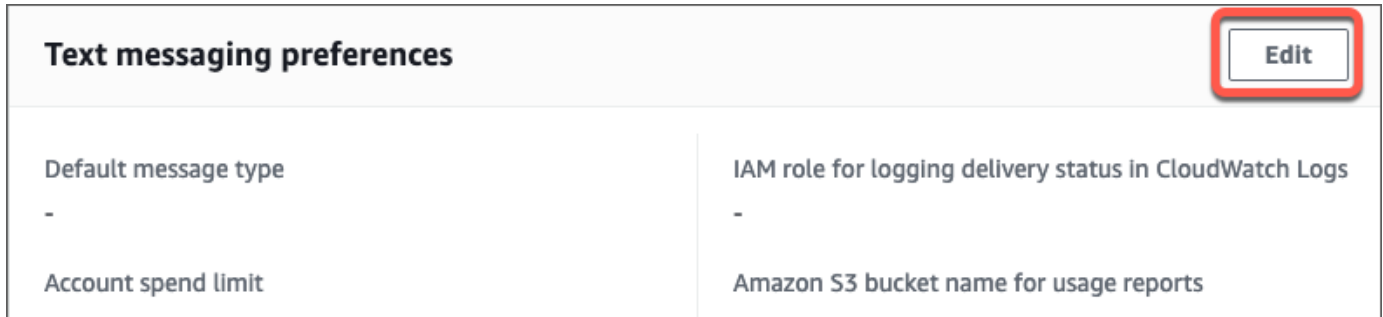 Text messaging preferences
Edit
Default message type
-
IAM role for logging delivery status in CloudWatch Logs
-
Account spend limit
Amazon S3 bucket name for usage reports